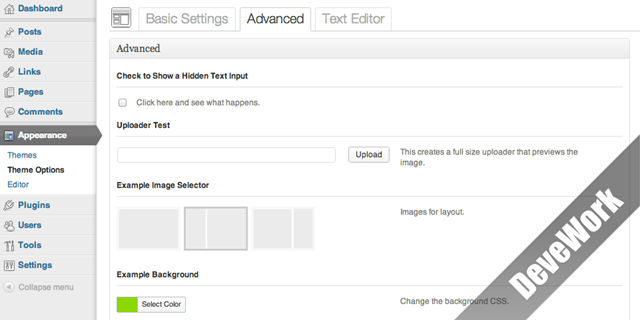 Dashboard
Posts
Media
Links
Pages
Comments
Appearance
Themes
Theme Options
Editor
Plugins
Users
Tools
Settings
Collapse menu
Basic Settings
Advanced
Text Editor
Advanced
Check to Show a Hidden Text Input
Click here and see what happens.
Uploader Test
Upload
This creates a full size uploader that previews the
image.
Example Image Selector
Images for layout.
Example Background
Select Color
Change the background CSS.
DeveWork